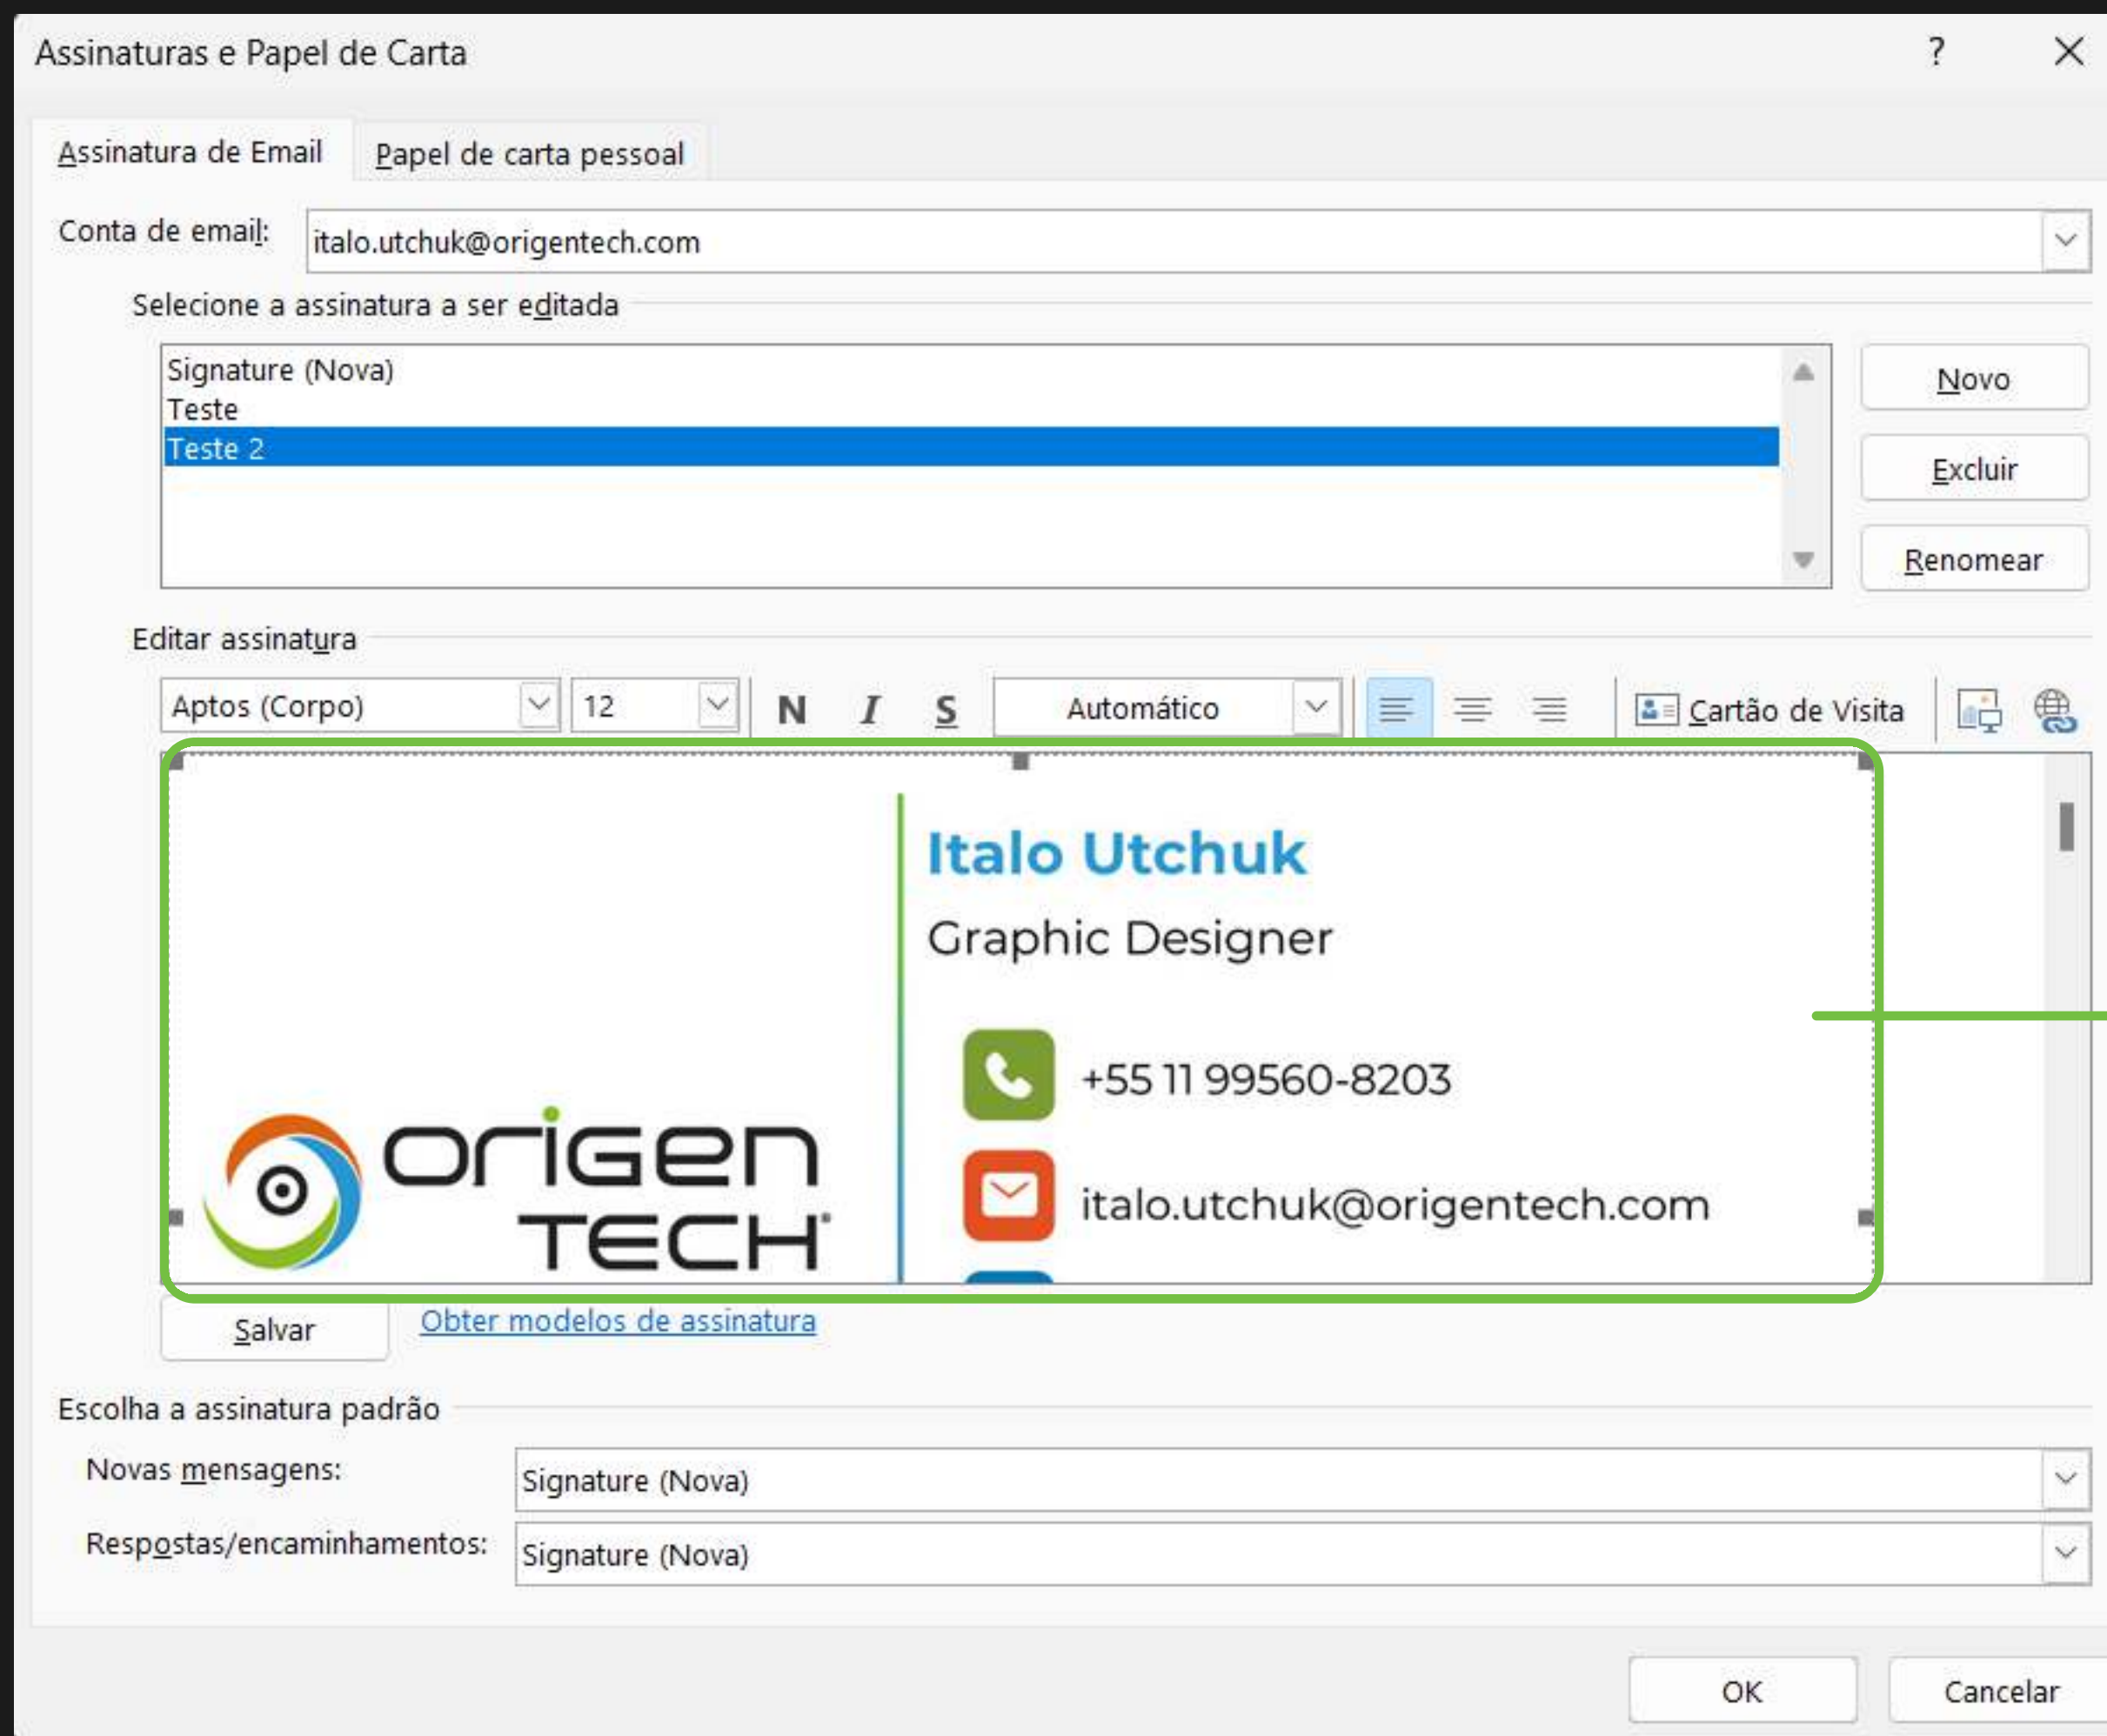 Assinaturas e Papel de Carta ?
Assinatura de Email Papel de carta pessoal
Conta de email: italo.utchuk@origentech.com
Selecione a assinatura a ser editada
Signature (Nova)
Teste
Teste 2
Novo
Excluir
Renomear
Editar assinatura
Aptos (Corpo) 12 N I S Automático Cartão de Visita
Italo Utchuk
Graphic Designer
+55 11 99560-8203
italo.utchuk@origentech.com
origen
TECH
Salvar Obter modelos de assinatura
Escolha a assinatura padrão
Novas mensagens: Signature (Nova)
Respostas/encaminhamentos: Signature (Nova)
OK Cancelar